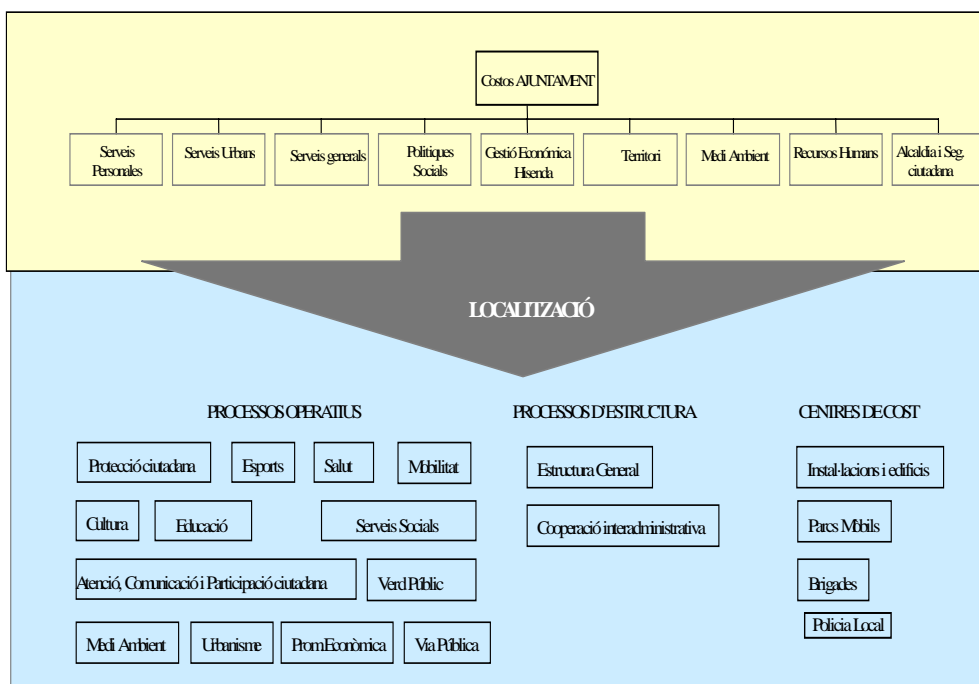 Costos AJUNTAMENT
Serveis
Personales
Serveis Urbans
Serveis generals
Politiques
Socials
Gestió Económica
Hisenda
Territori
Medi Ambient
Recursos Humans
Alcaldia i Seg.
ciutadana
LOCALITZACIÓ
PROCESSOS OPERATIUS
PROCESSOS D'ESTRUCTURA
CENTRES DE COST
Protecció ciutadana
Esports
Salut
Mobilitat
Estructura General
Instal·lacions i edificis
Cultura
Educació
Serveis Socials
Cooperació interadministrativa
Parcs Mòbils
Atenció, Comunicació i Participació ciutadana
Verd Públic
Brigades
Policia Local
Medi Ambient
Urbanisme
Prom.Econòmica
Via Pública